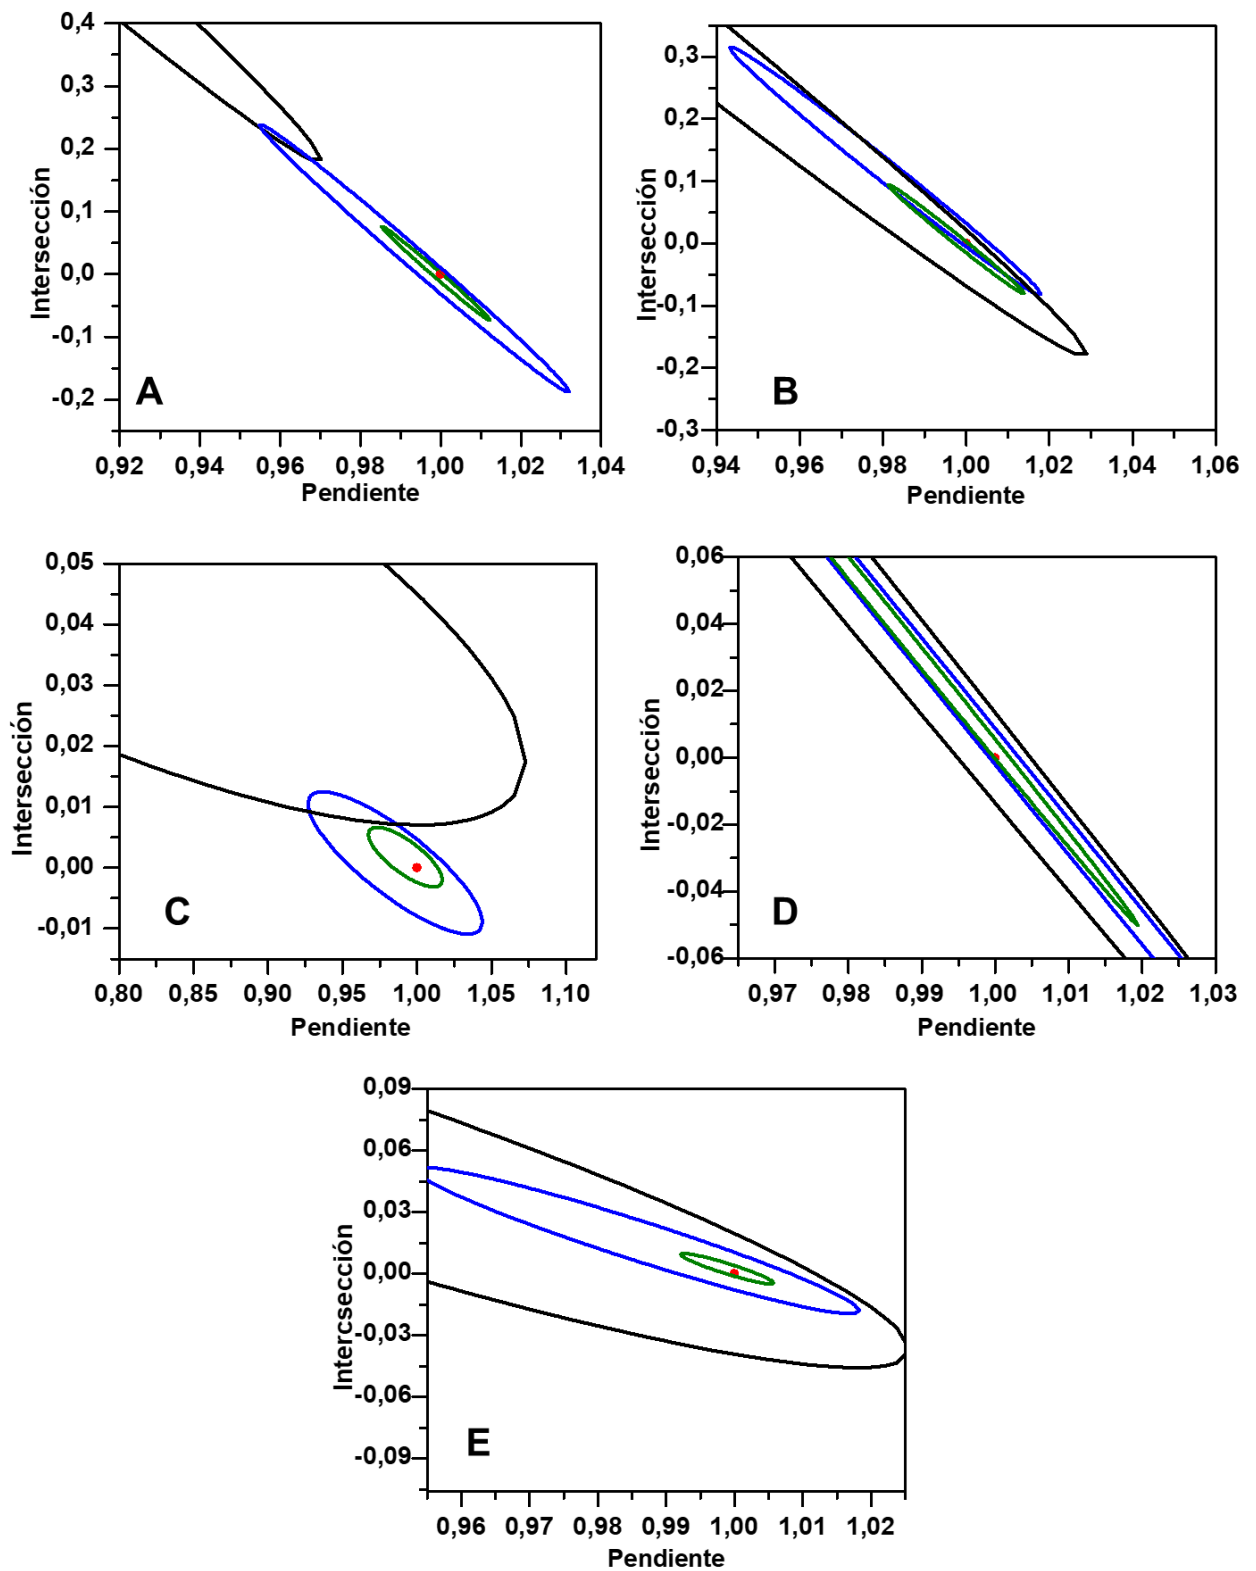 0,4
0,3
0,2
0,1
0,0
-0,1
-0,2
Intersección
A
0,92 0,94 0,96 0,98 1,00 1,02 1,04
Pendiente
0,3
0,2
0,1
0,0
-0,1
-0,2
-0,3
Intersección
B
0,94 0,96 0,98 1,00 1,02 1,04 1,06
Pendiente
0,05
0,04
0,03
0,02
0,01
0,00
-0,01
Intersección
C
0,80 0,85 0,90 0,95 1,00 1,05 1,10
Pendiente
0,06
0,04
0,02
0,00
-0,02
-0,04
-0,06
Intersección
D
0,97 0,98 0,99 1,00 1,01 1,02 1,03
Pendiente
0,09
0,06
0,03
0,00
-0,03
-0,06
-0,09
Intercsección
E
0,96 0,97 0,98 0,99 1,00 1,01 1,02
Pendiente